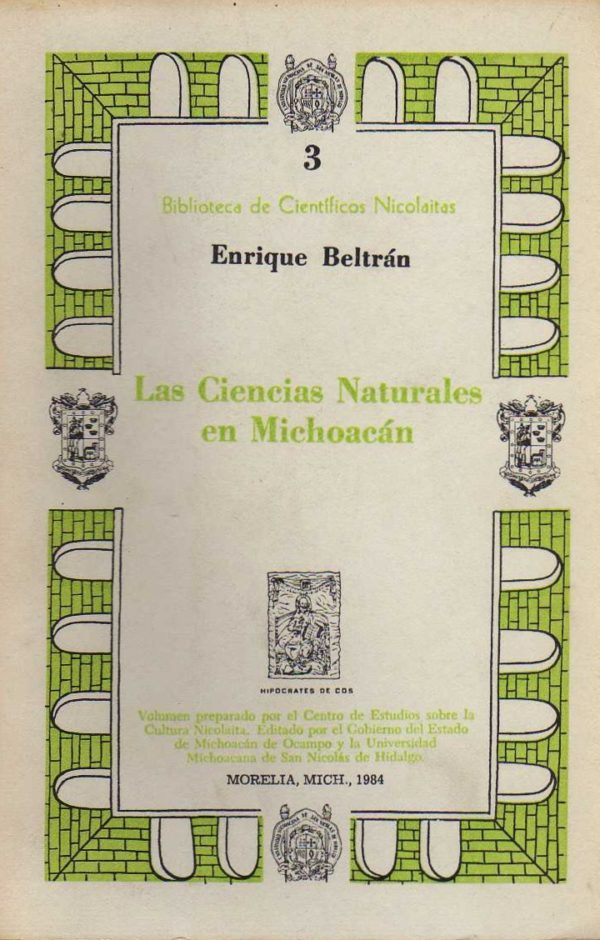 3
Biblioteca de Científicos Nicolaitas
Enrique Beltrán
Las Ciencias Naturales
en Michoacán
HIPOCRATES DE COS
Volumen preparado por el Centro de Estudios sobre la
Cultura Nicolaita. Editado por el Gobierno del Estado
de Michoacán de Ocampo y la Universidad
Michoacana de San Nicolás de Hidalgo.
MORELIA, MICH., 1984